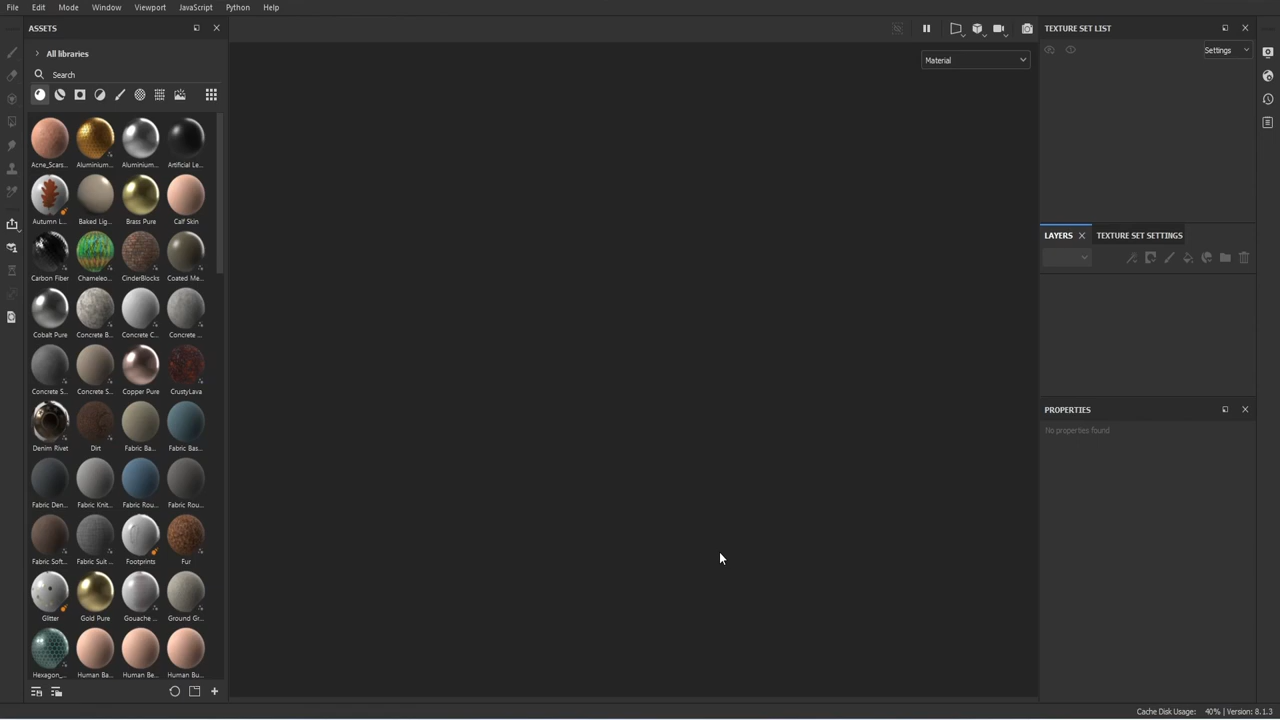 File Edit Mode Window Viewport JavaScript Python Help
ASSETS
All libraries
Search
Acne_Scars... Aluminium... Aluminium... Artificial Le...
Autumn L... Baked Lig... Brass Pure Calf Skin
Carbon Fiber Chameleo... CinderBlocks Coated Me...
Cobalt Pure Concrete B... Concrete C... Concrete ...
Concrete S... Concrete S... Copper Pure CrustyLava
Denim Rivet Dirt Fabric Ba... Fabric Bas...
Fabric Den... Fabric Knit... Fabric Rou... Fabric Rou...
Fabric Soft... Fabric Suit ... Footprints Fur
Glitter Gold Pure Gouache ... Ground Gr...
Hexagon_... Human Ba... Human Be... Human Bu...
Material
TEXTURE SET LIST
Settings
LAYERS TEXTURE SET SETTINGS
PROPERTIES
No properties found
Cache Disk Usage: 40% | Version: 8.1.3